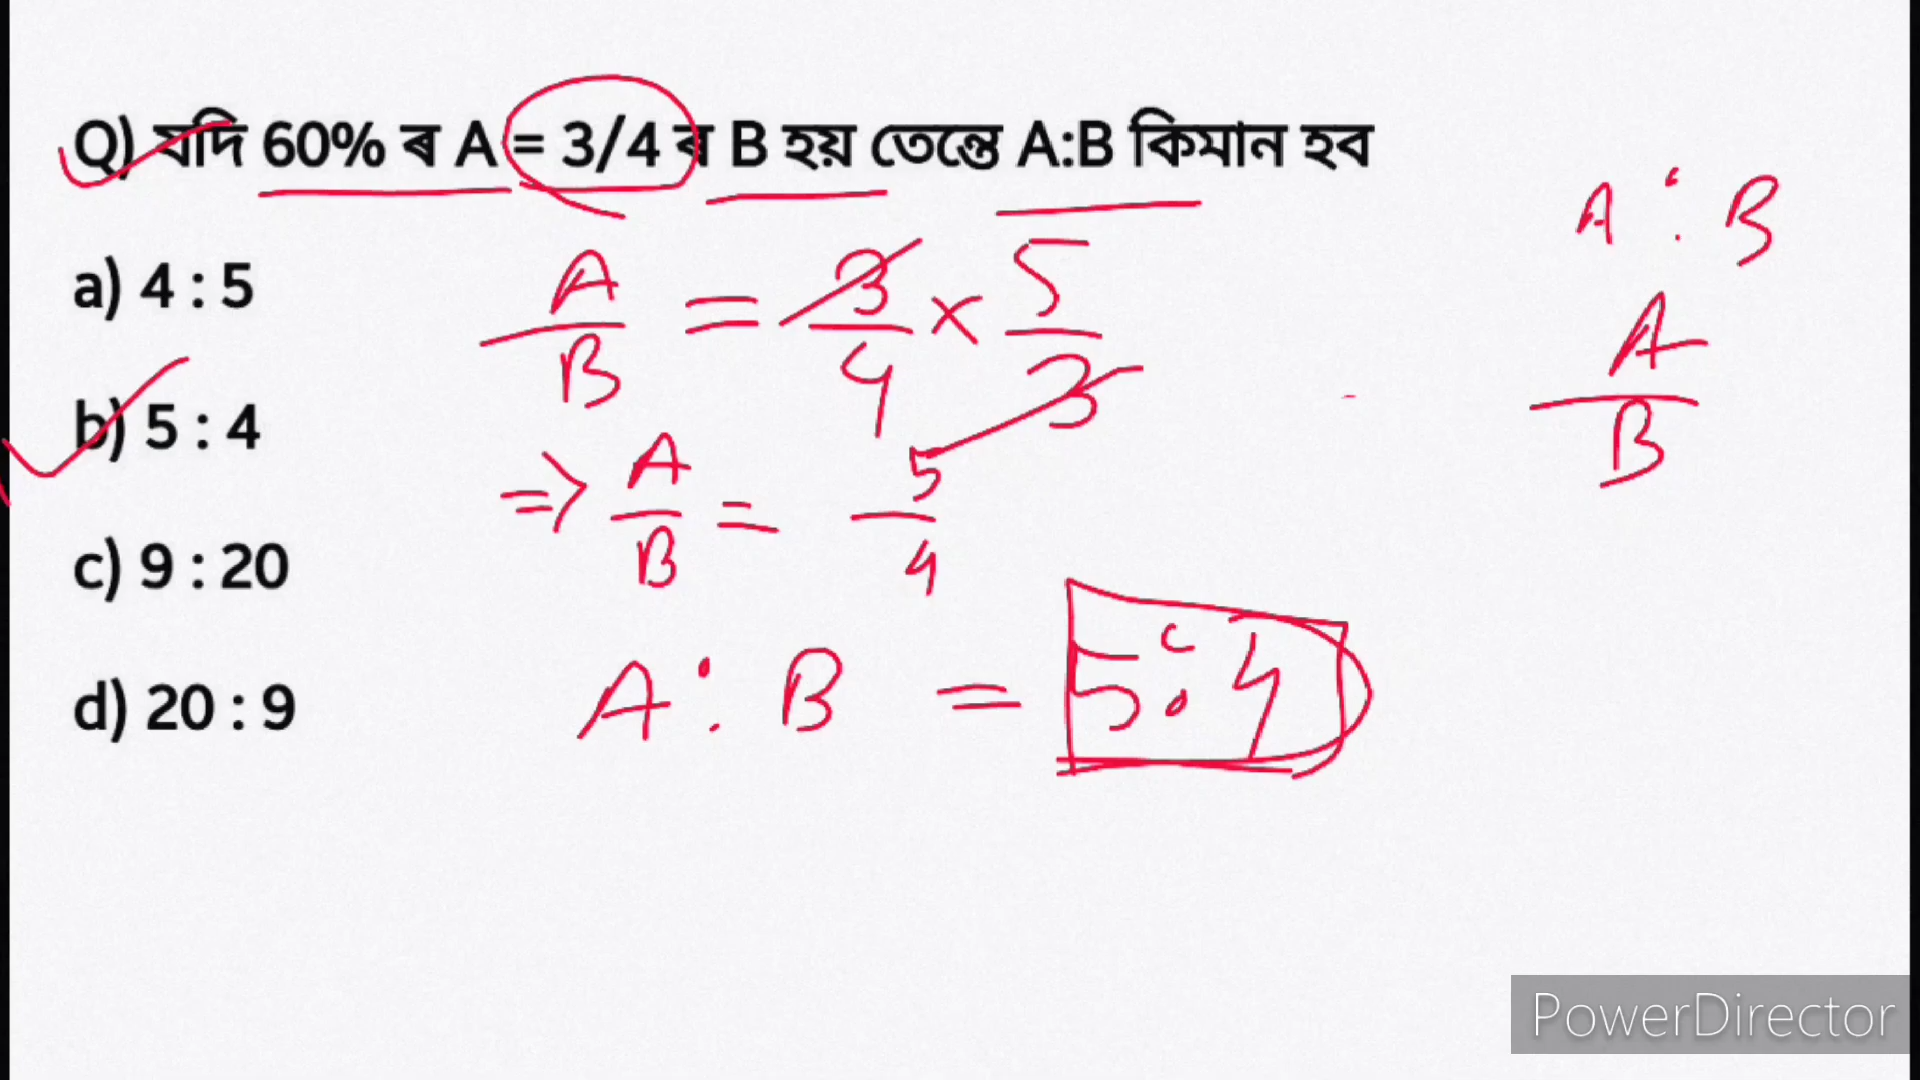 Q) যদি 60% ৰ A = 3/4 ৰ B হয় তেন্তে A:B কিমান হব
a) 4 : 5
b) 5 : 4
c) 9 : 20
d) 20 : 9
A/B = 3/4 × 5/3
=> A/B = 5/4
A : B = 5 : 4
A : B
A/B
PowerDirector